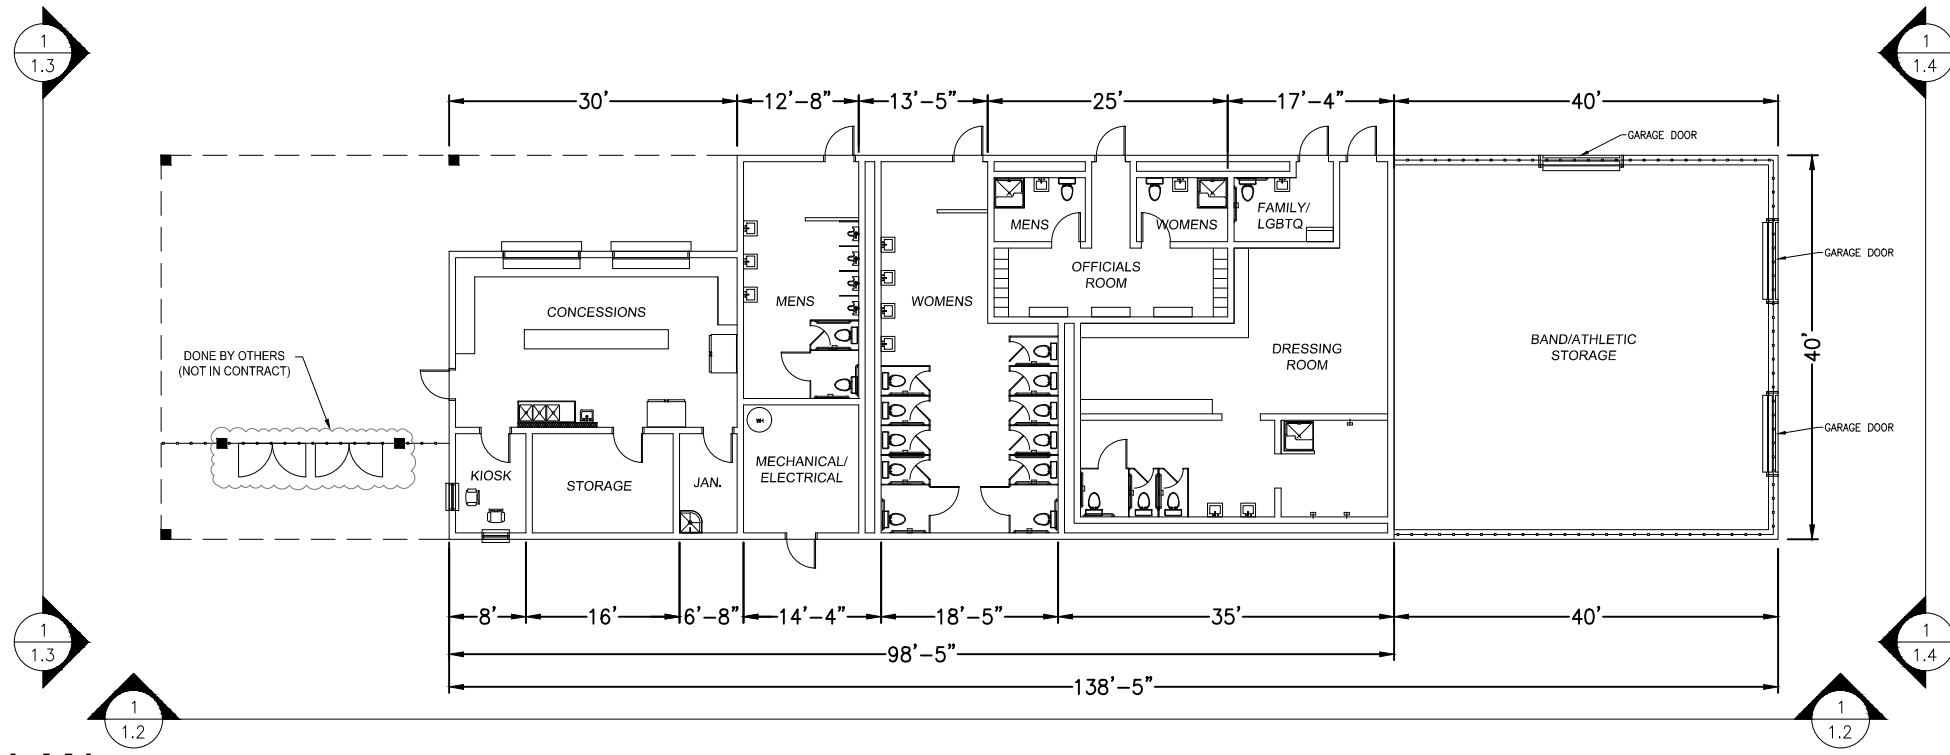 1
1.3
1
1.4
30'
12'-8"
13'-5"
25'
17'-4"
40'
GARAGE DOOR
MENS
WOMENS
FAMILY/
LGBTQ
GARAGE DOOR
OFFICIALS
ROOM
CONCESSIONS
MENS
WOMENS
BAND/ATHLETIC
STORAGE
40'
DRESSING
ROOM
DONE BY OTHERS
(NOT IN CONTRACT)
WH
GARAGE DOOR
KIOSK
STORAGE
JAN.
MECHANICAL/
ELECTRICAL
8'
16'
6'-8"
14'-4"
18'-5"
35'
40'
1
1.3
1
1.4
98'-5"
138'-5"
1
1.2
1
1.2